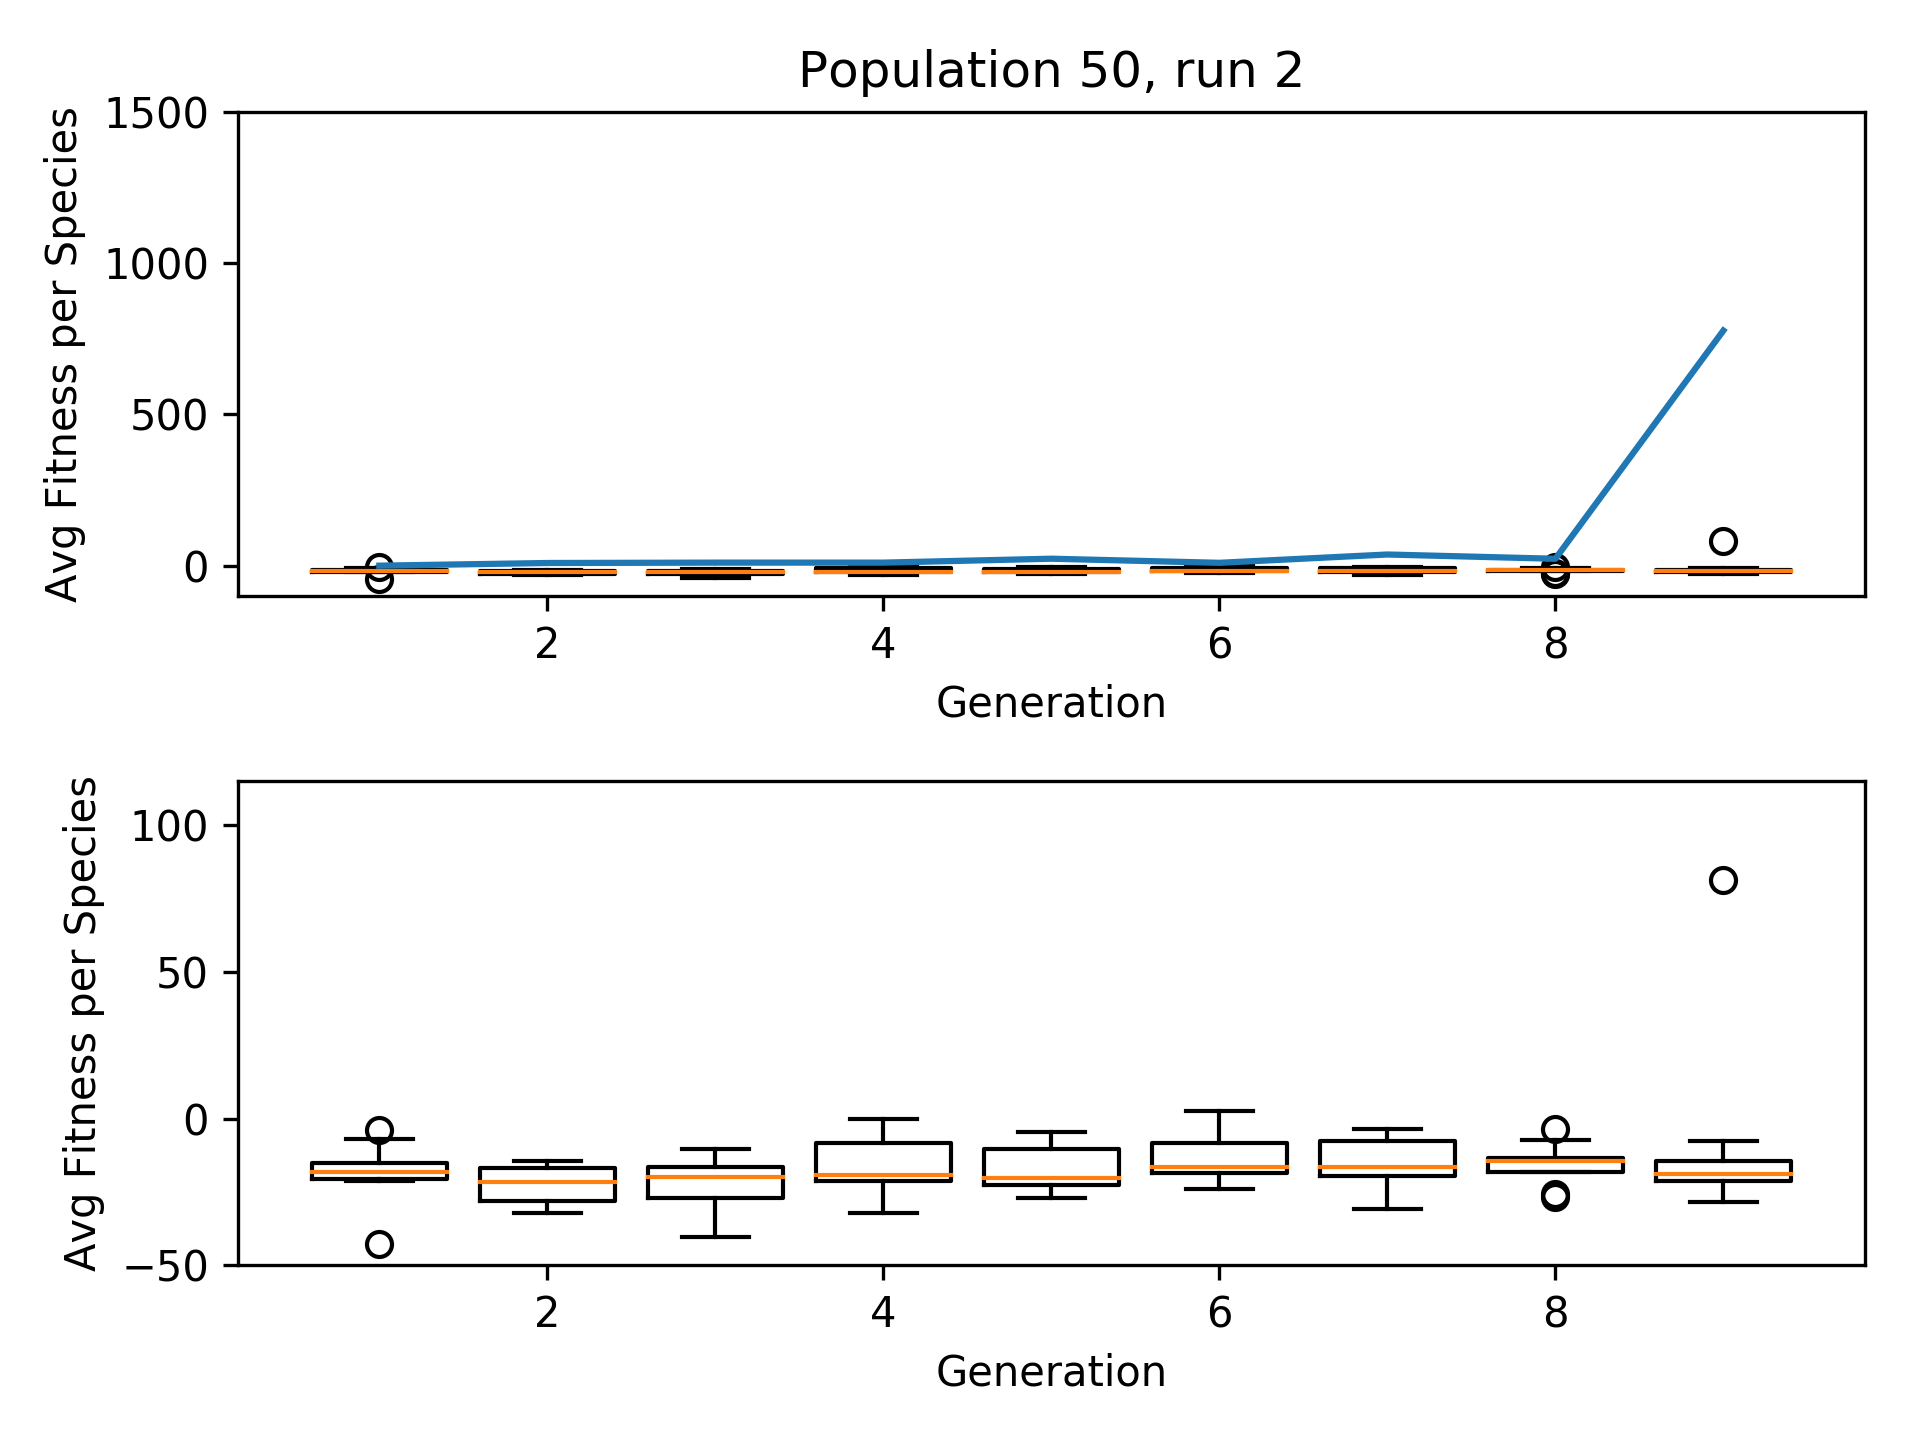 Population 50, run 2
Avg Fitness per Species
1500
1000
500
0
2 4 6 8
Generation
Avg Fitness per Species
100
50
0
−50
2 4 6 8
Generation